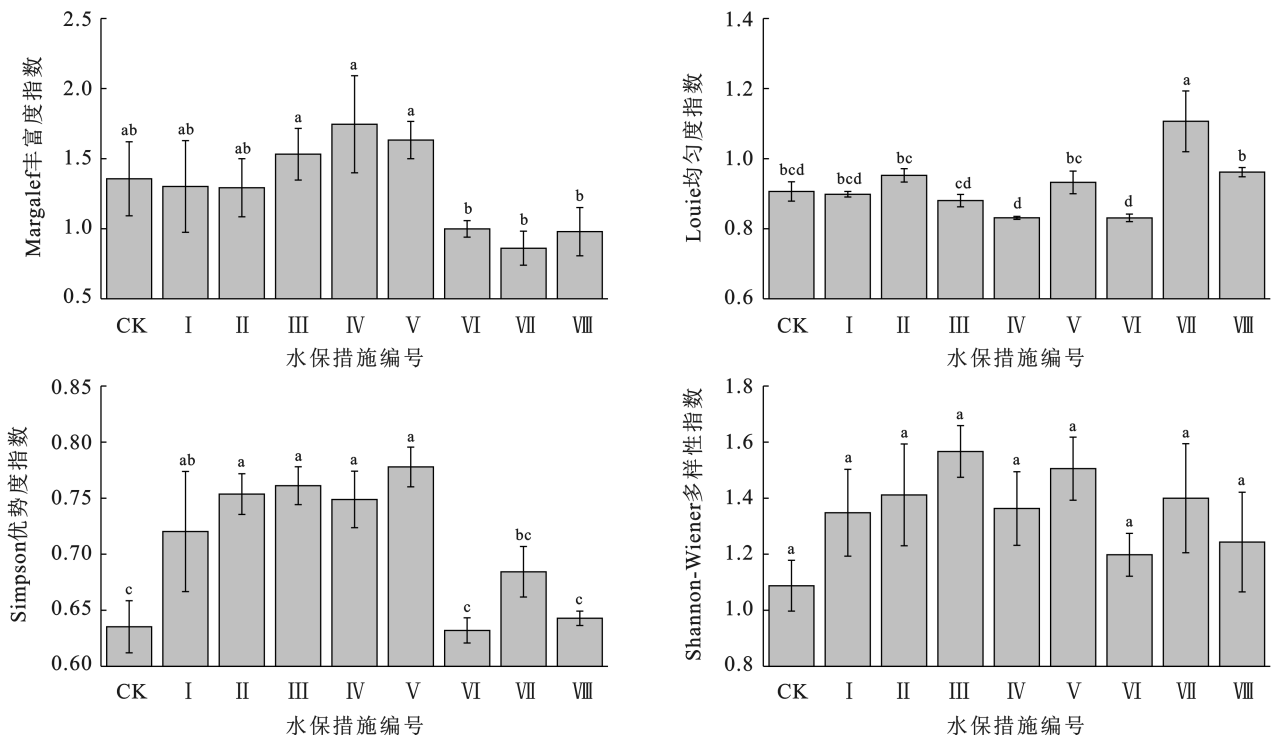 Margalef丰富度指数
2.5
2.0
1.5
1.0
0.5
ab ab ab a a a b b b
CK Ⅰ Ⅱ Ⅲ Ⅳ Ⅴ Ⅵ Ⅶ Ⅷ
水保措施编号
Louie均匀度指数
1.4
1.2
1.0
0.8
0.6
bcd bcd bc cd d bc d a b
CK Ⅰ Ⅱ Ⅲ Ⅳ Ⅴ Ⅵ Ⅶ Ⅷ
水保措施编号
Simpson优势度指数
0.85
0.80
0.75
0.70
0.65
0.60
c ab a a a a c bc c
CK Ⅰ Ⅱ Ⅲ Ⅳ Ⅴ Ⅵ Ⅶ Ⅷ
水保措施编号
Shannon-Wiener多样性指数
1.8
1.6
1.4
1.2
1.0
0.8
a a a a a a a a a
CK Ⅰ Ⅱ Ⅲ Ⅳ Ⅴ Ⅵ Ⅶ Ⅷ
水保措施编号